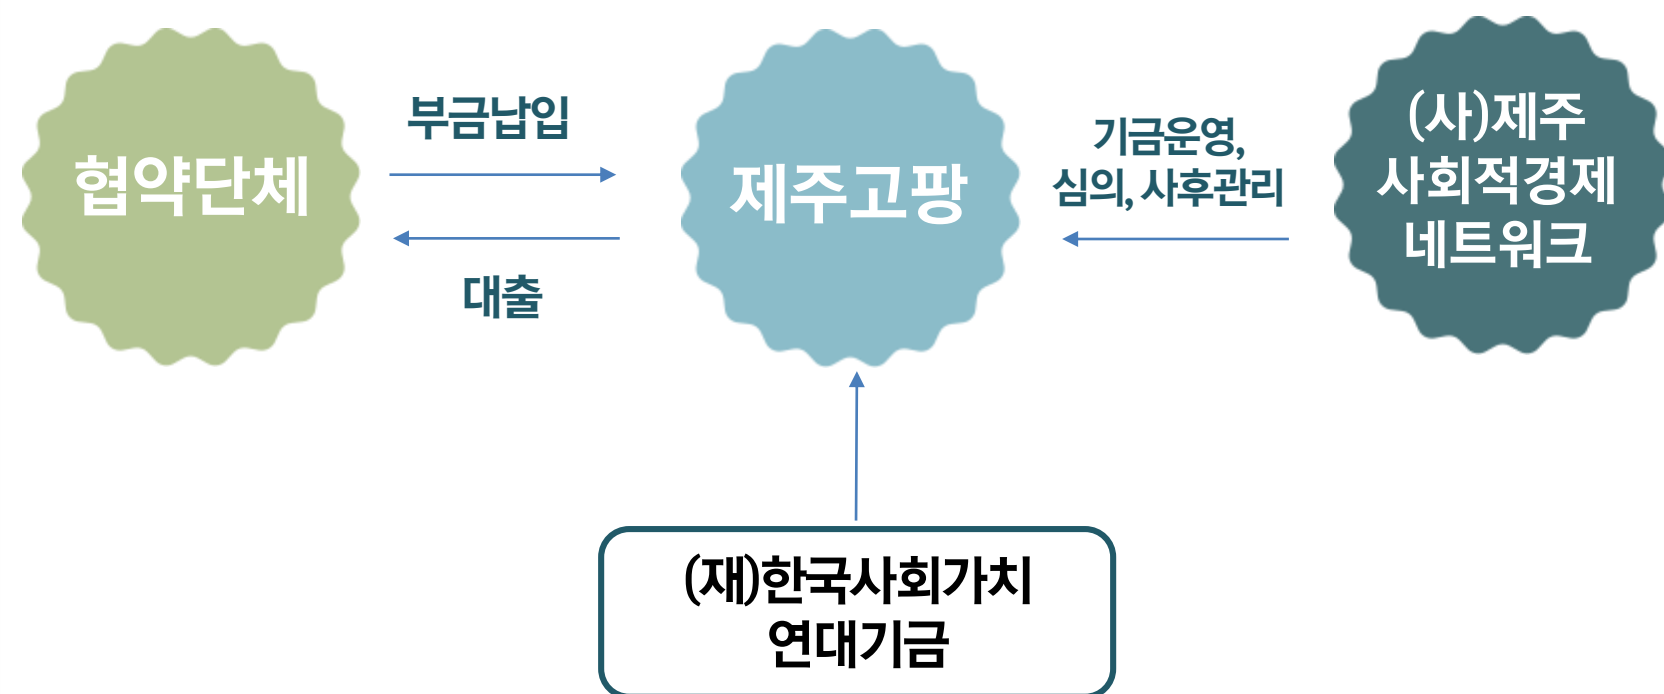 협약단체
부금납입
대출
제주고팡
기금운영,
심의, 사후관리
(사)제주
사회적경제
네트워크
(재)한국사회가치
연대기금